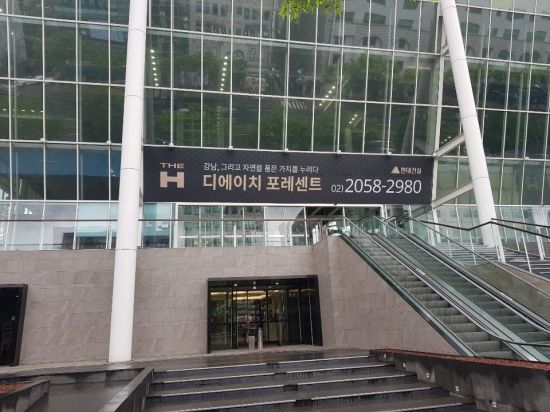 THE
H
강남, 그리고 자연을 품은 가치를 누리다
디에이치 포레센트 02) 2058-2980
현대건설